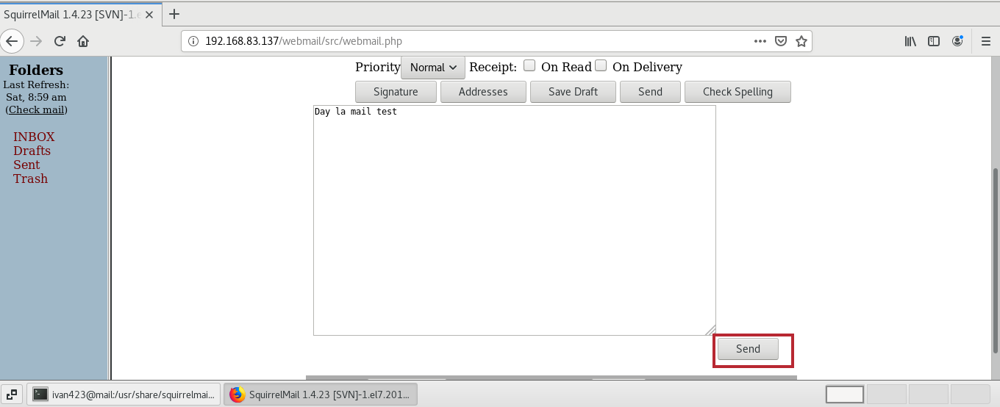 SquirrelMail 1.4.23 [SVN]-1.e
192.168.83.137/webmail/src/webmail.php
Folders
Last Refresh:
Sat, 8:59 am
(Check mail)
INBOX
Drafts
Sent
Trash
Priority Normal Receipt: On Read On Delivery
Signature Addresses Save Draft Send Check Spelling
Day la mail test
Send
ivan423@mail:/usr/share/squirrelmai... SquirrelMail 1.4.23 [SVN]-1.el7.201...